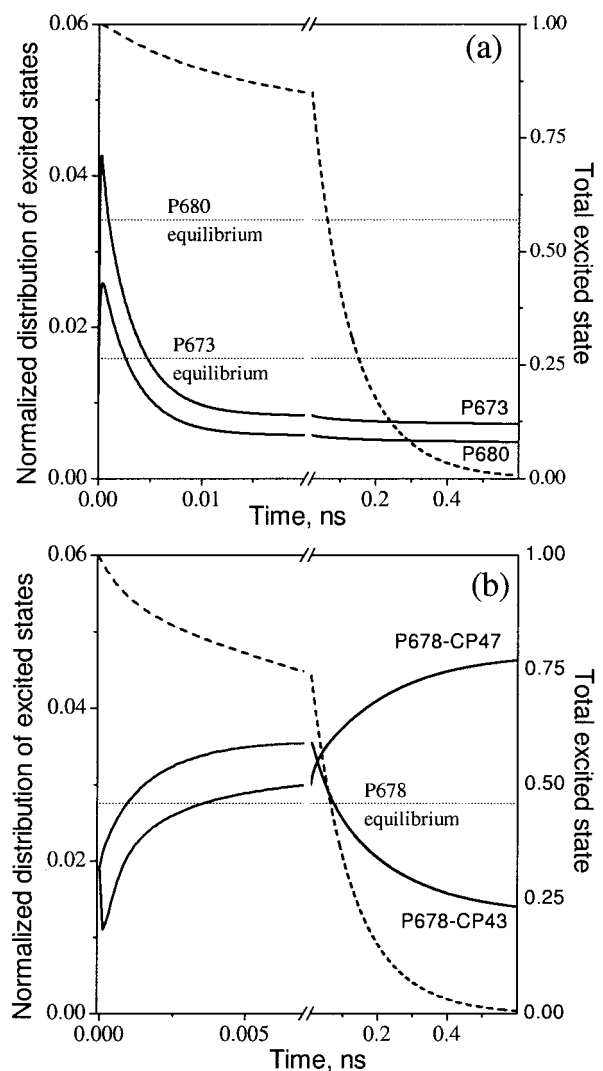 (a)
0.06
0.04
0.02
0.00
Normalized distribution of excited states
1.00
0.75
0.50
0.25
0.00
Total excited state
P680
equilibrium
P673
equilibrium
P673
P680
0.00
0.01
0.2
0.4
Time, ns
(b)
0.06
0.04
0.02
0.00
Normalized distribution of excited states
1.00
0.75
0.50
0.25
0.00
Total excited state
P678-CP47
P678
equilibrium
P678-CP43
0.000
0.005
0.2
0.4
Time, ns